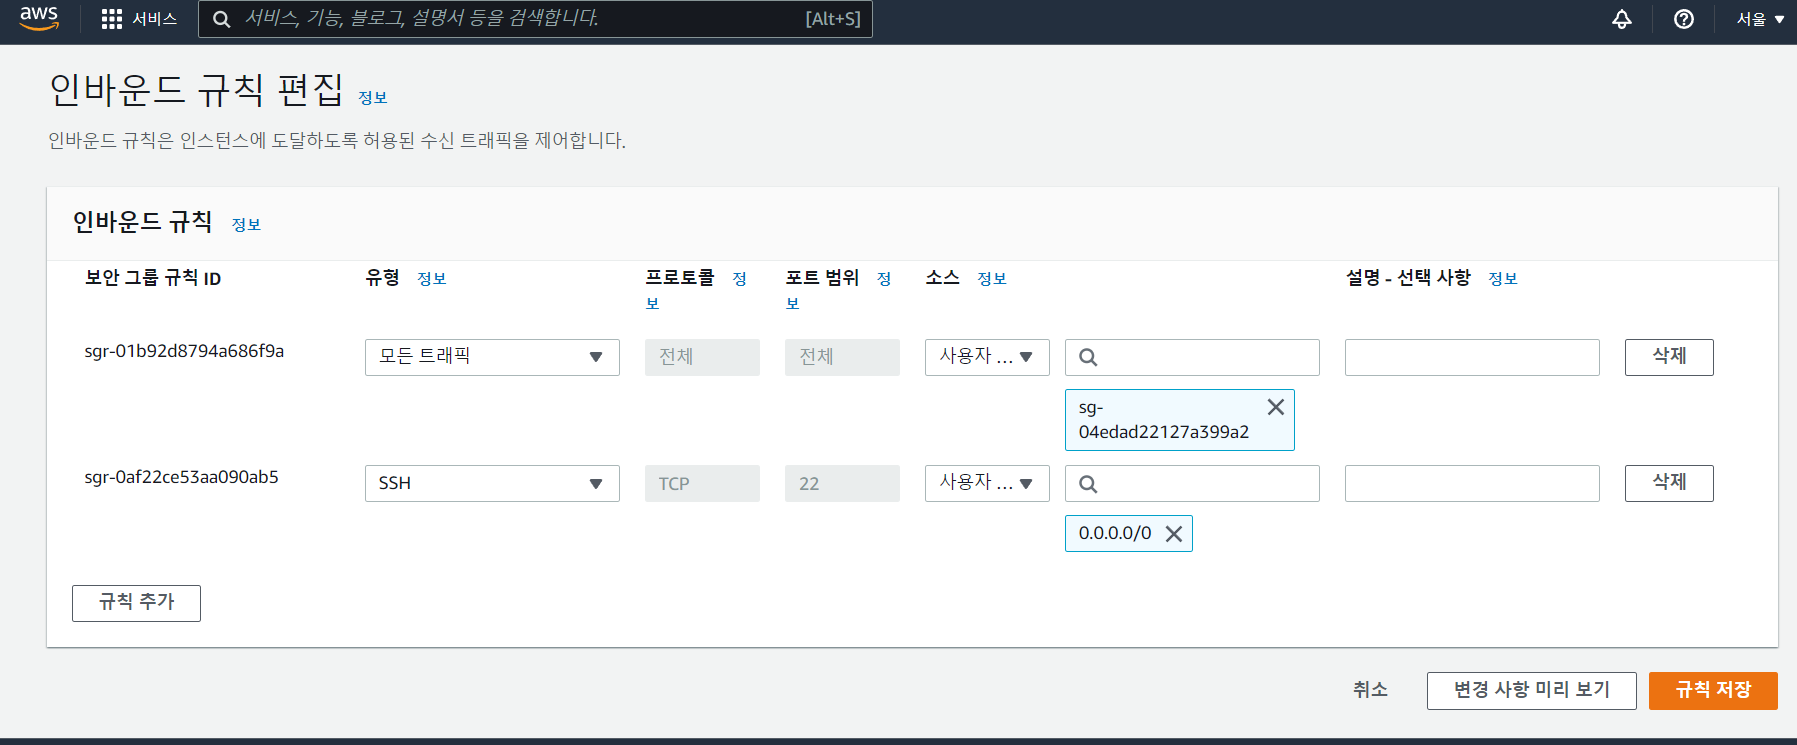 aws
서비스
서비스, 기능, 블로그, 설명서 등을 검색합니다.
[Alt+S]
서울
인바운드 규칙 편집 정보
인바운드 규칙은 인스턴스에 도달하도록 허용된 수신 트래픽을 제어합니다.
인바운드 규칙 정보
보안 그룹 규칙 ID
유형 정보
프로토콜 정
보
포트 범위 정
보
소스 정보
설명 - 선택 사항 정보
sgr-01b92d8794a686f9a
모든 트래픽
전체
전체
사용자 ...
sg-
04edad22127a399a2
삭제
sgr-0af22ce53aa090ab5
SSH
TCP
22
사용자 ...
0.0.0.0/0
삭제
규칙 추가
취소
변경 사항 미리 보기
규칙 저장